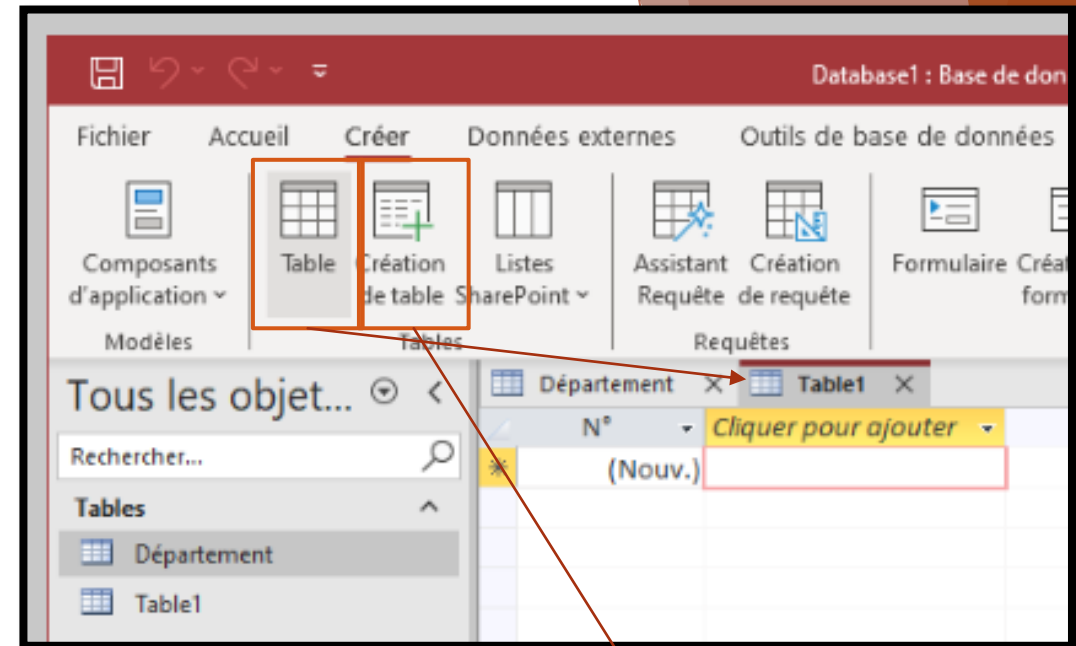 Database1 : Base de don
Fichier Accueil Créer Données externes Outils de base de données
Composants d'application
Table
Création de table
Listes SharePoint
Assistant Requête
Création de requête
Formulaire
Créat
form
Modèles
Tables
Requêtes
Tous les objet...
Rechercher...
Tables
Département
Table1
Département
Table1
N° Cliquer pour ajouter
(Nouv.)